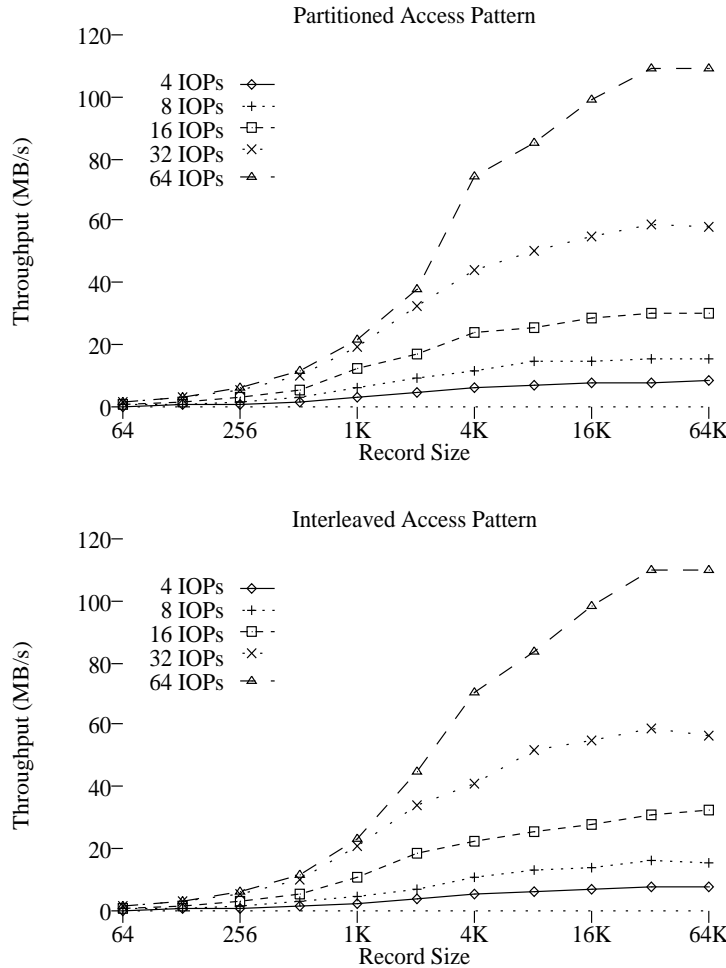 Partitioned Access Pattern
120
100
80
60
40
20
0
Throughput (MB/s)
4 IOPs
8 IOPs
16 IOPs
32 IOPs
64 IOPs
64 256 1K 4K 16K 64K
Record Size
Interleaved Access Pattern
120
100
80
60
40
20
0
Throughput (MB/s)
4 IOPs
8 IOPs
16 IOPs
32 IOPs
64 IOPs
64 256 1K 4K 16K 64K
Record Size